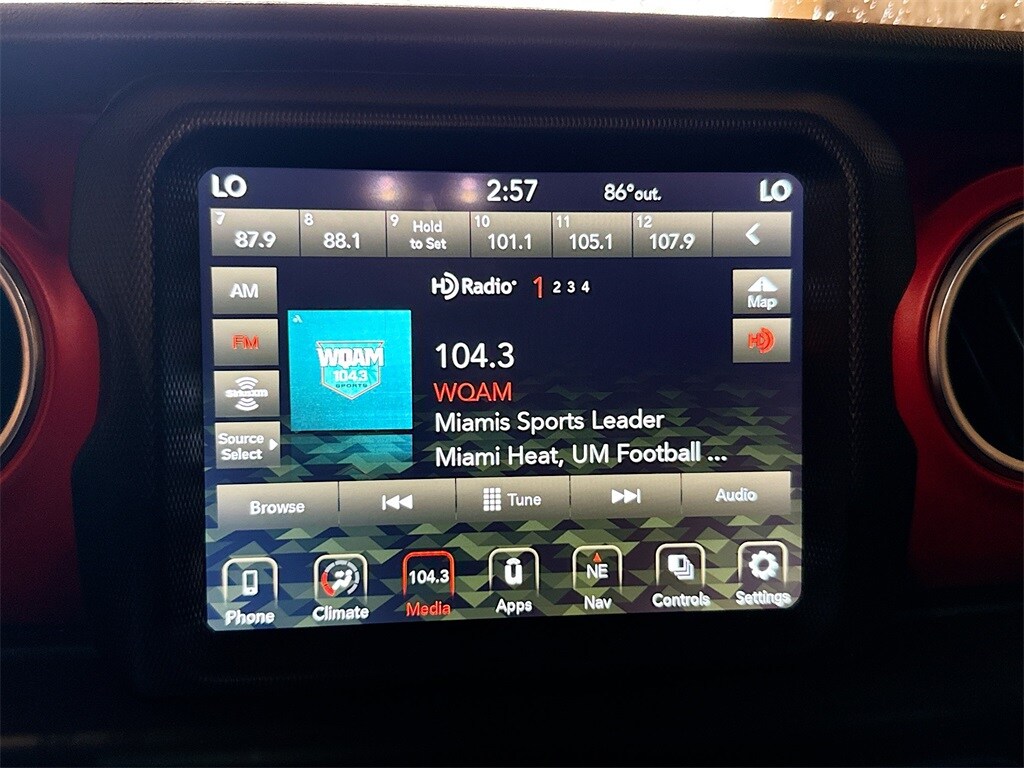 LO 2:57 86° out. LO
7 87.9 8 88.1 9 Hold to Set 10 101.1 11 105.1 12 107.9
AM HD Radio 1 2 3 4 Map
FM HD
SiriusXM
WQAM
104.3
SPORTS
104.3
WQAM
Miamis Sports Leader
Miami Heat, UM Football ...
Source
Select
Browse Tune Audio
104.3 NE
Phone Climate Media Apps Nav Controls Settings